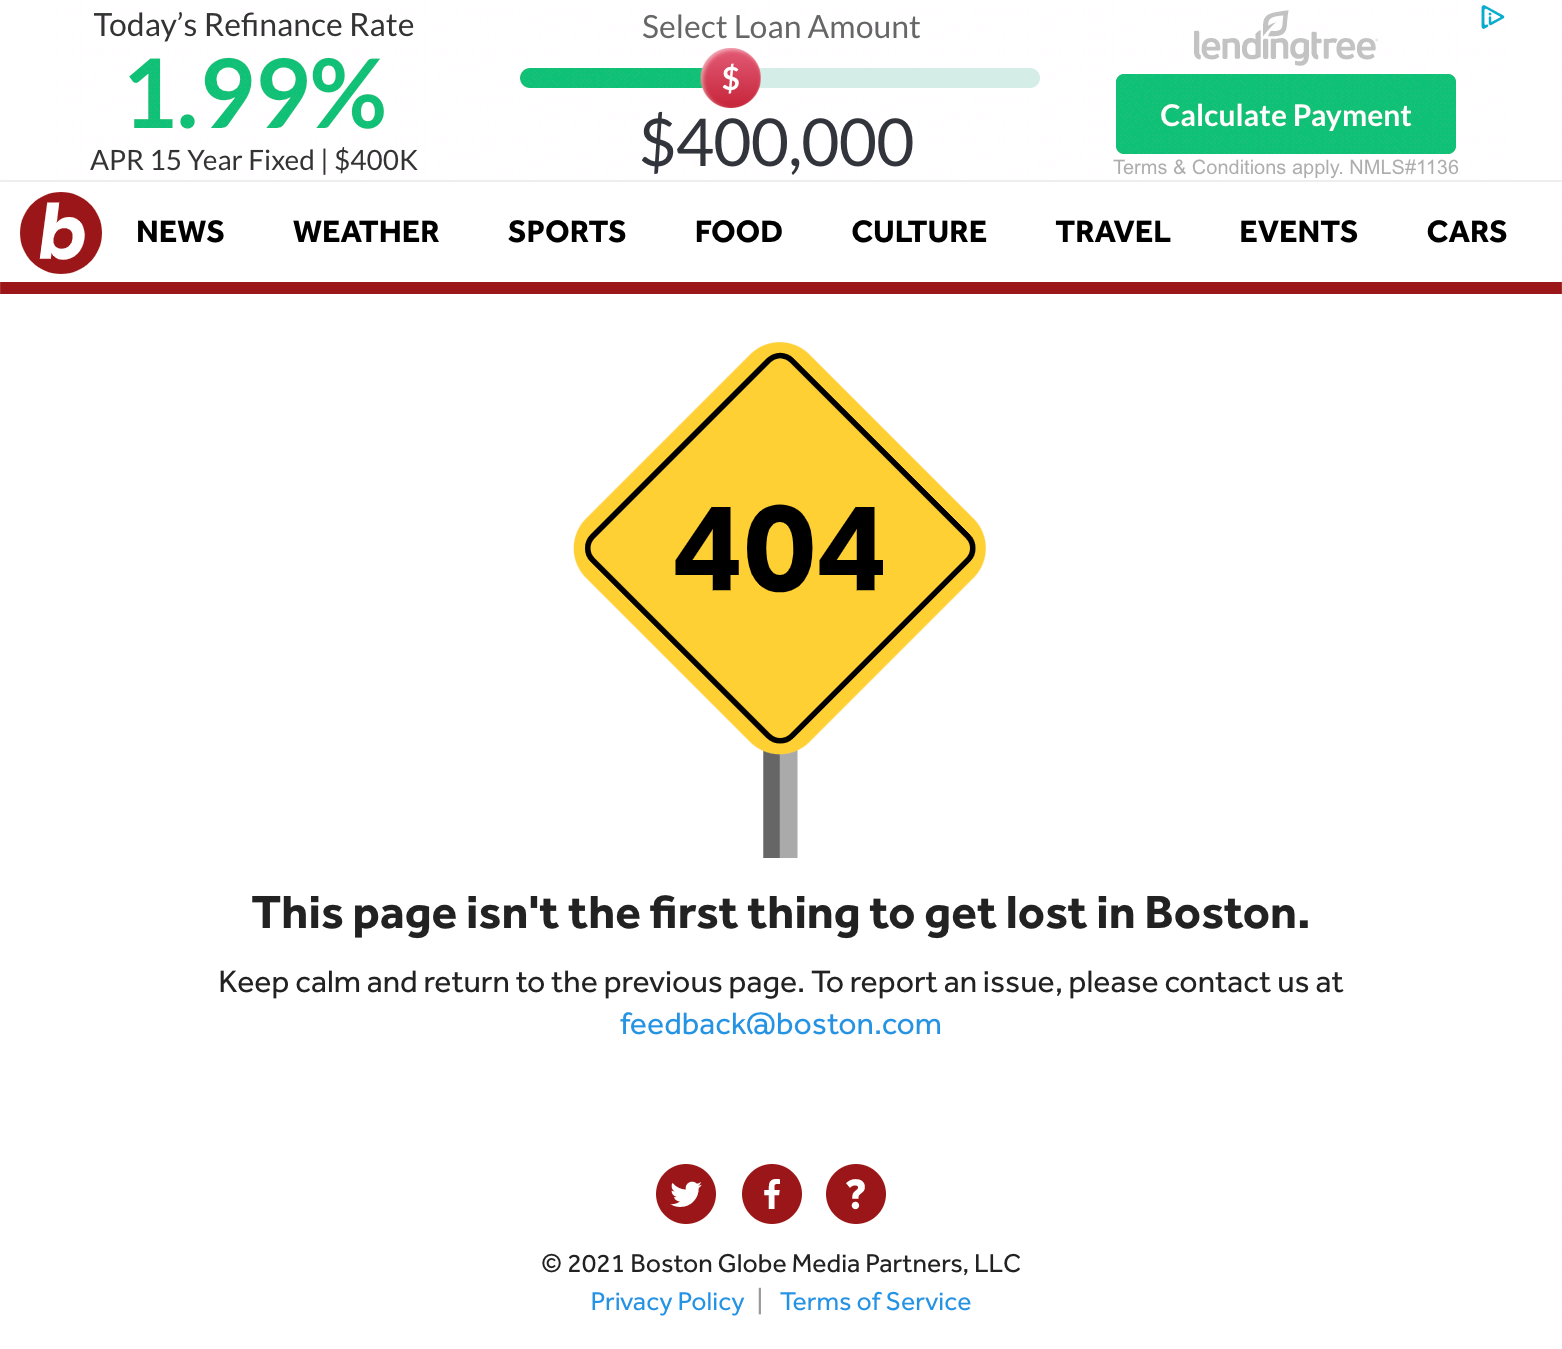 Today’s Refinance Rate
1.99%
APR 15 Year Fixed | $400K
Select Loan Amount
$
$400,000
lendingtree
Calculate Payment
Terms & Conditions apply. NMLS#1136
b
NEWS WEATHER SPORTS FOOD CULTURE TRAVEL EVENTS CARS
404
This page isn't the first thing to get lost in Boston.
Keep calm and return to the previous page. To report an issue, please contact us at
feedback@boston.com
f ?
© 2021 Boston Globe Media Partners, LLC
Privacy Policy | Terms of Service